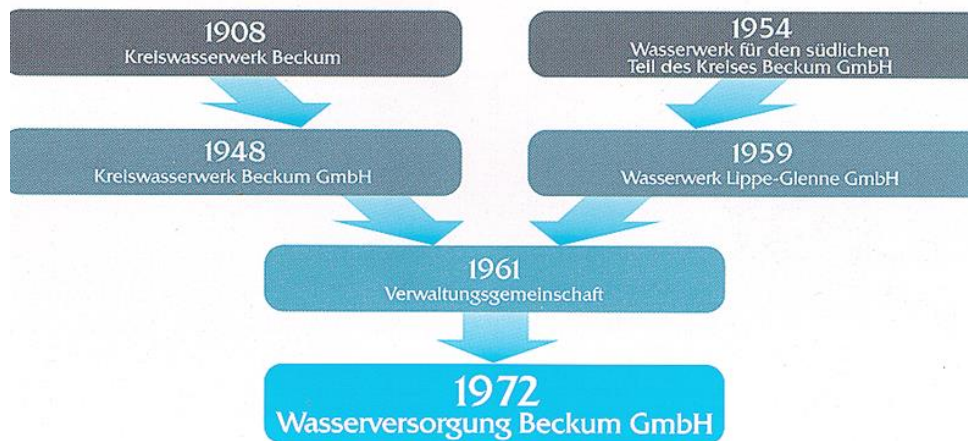 1908
Kreiswasserwerk Beckum
1954
Wasserwerk für den südlichen
Teil des Kreises Beckum GmbH
1948
Kreiswasserwerk Beckum GmbH
1959
Wasserwerk Lippe-Glenne GmbH
1961
Verwaltungsgemeinschaft
1972
Wasserversorgung Beckum GmbH